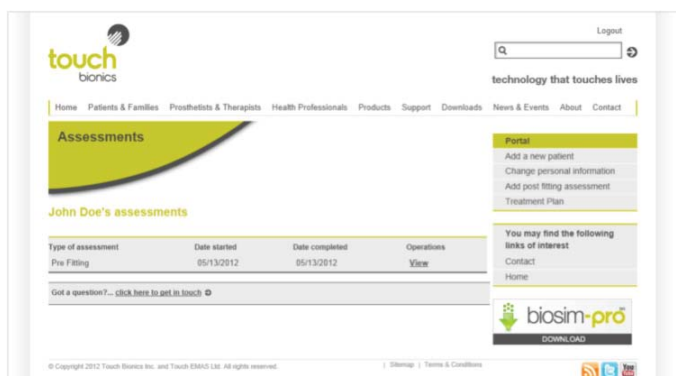 Logout
touch
bionics
technology that touches lives
Home Patients & Families Prosthetists & Therapists Health Professionals Products Support Downloads News & Events About Contact
Assessments
John Doe's assessments
Type of assessment Date started Date completed Operations
Pre Fitting 05/13/2012 05/13/2012 View
Got a question?... click here to get in touch
Portal
Add a new patient
Change personal information
Add post fitting assessment
Treatment Plan
You may find the following
links of interest
Contact
Home
biosim-pro
DOWNLOAD
© Copyright 2012 Touch Bionics Inc. and Touch EMAS Ltd. All rights reserved. | Sitemap | Terms & Conditions
You